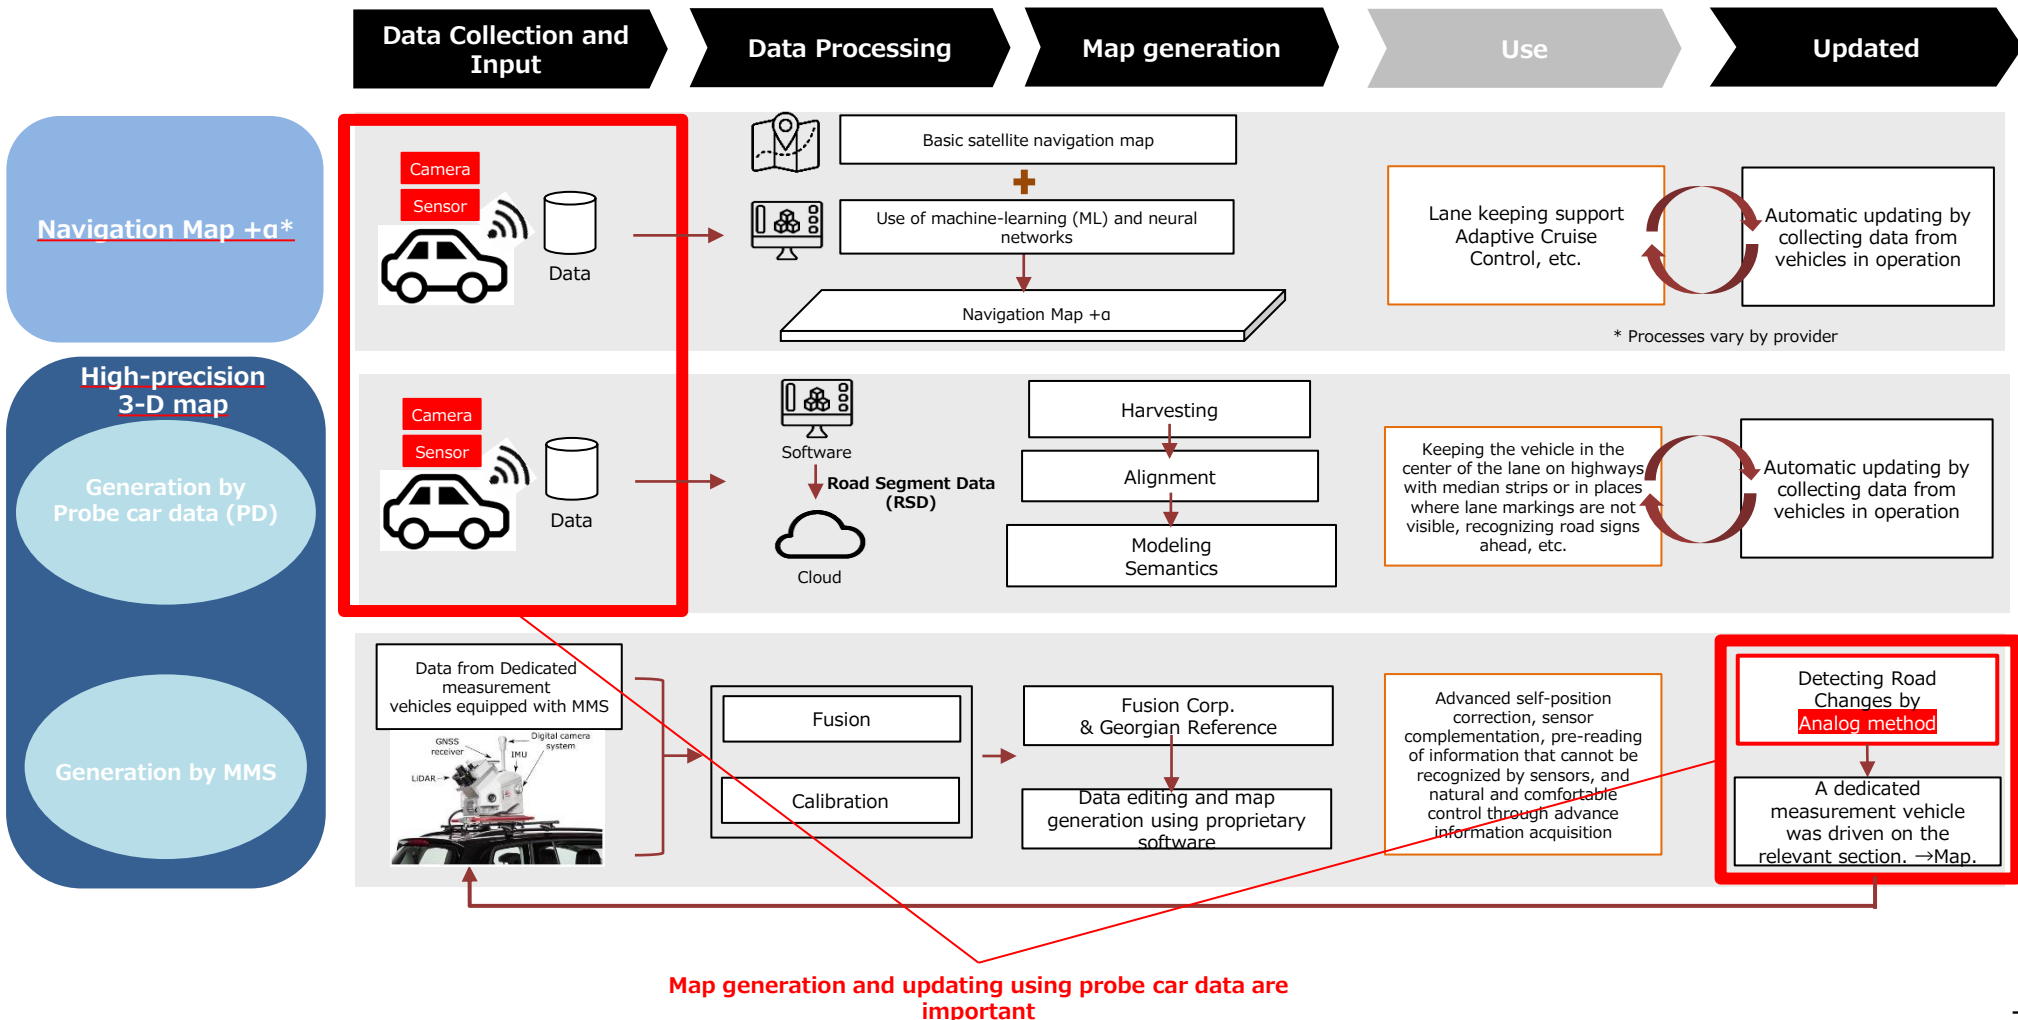 Data Collection and
Input
Data Processing
Map generation
Use
Updated
Navigation Map +α*
Camera
Sensor
Data
Basic satellite navigation map
Use of machine-learning (ML) and neural
networks
Navigation Map +α
Lane keeping support
Adaptive Cruise
Control, etc.
Automatic updating by
collecting data from
vehicles in operation
* Processes vary by provider
High-precision
3-D map
Generation by
Probe car data (PD)
Camera
Sensor
Data
Software
Road Segment Data
(RSD)
Cloud
Harvesting
Alignment
Modeling
Semantics
Keeping the vehicle in the
center of the lane on highways
with median strips or in places
where lane markings are not
visible, recognizing road signs
ahead, etc.
Automatic updating by
collecting data from
vehicles in operation
Generation by MMS
Data from Dedicated
measurement
vehicles equipped with MMS
GNSS
receiver
Digital camera
system
IMU
LiDAR
Fusion
Calibration
Fusion Corp.
& Georgian Reference
Data editing and map
generation using proprietary
software
Advanced self-position
correction, sensor
complementation, pre-reading
of information that cannot be
recognized by sensors, and
natural and comfortable
control through advance
information acquisition
Detecting Road
Changes by
Analog method
A dedicated
measurement vehicle
was driven on the
relevant section. →Map.
Map generation and updating using probe car data are
important